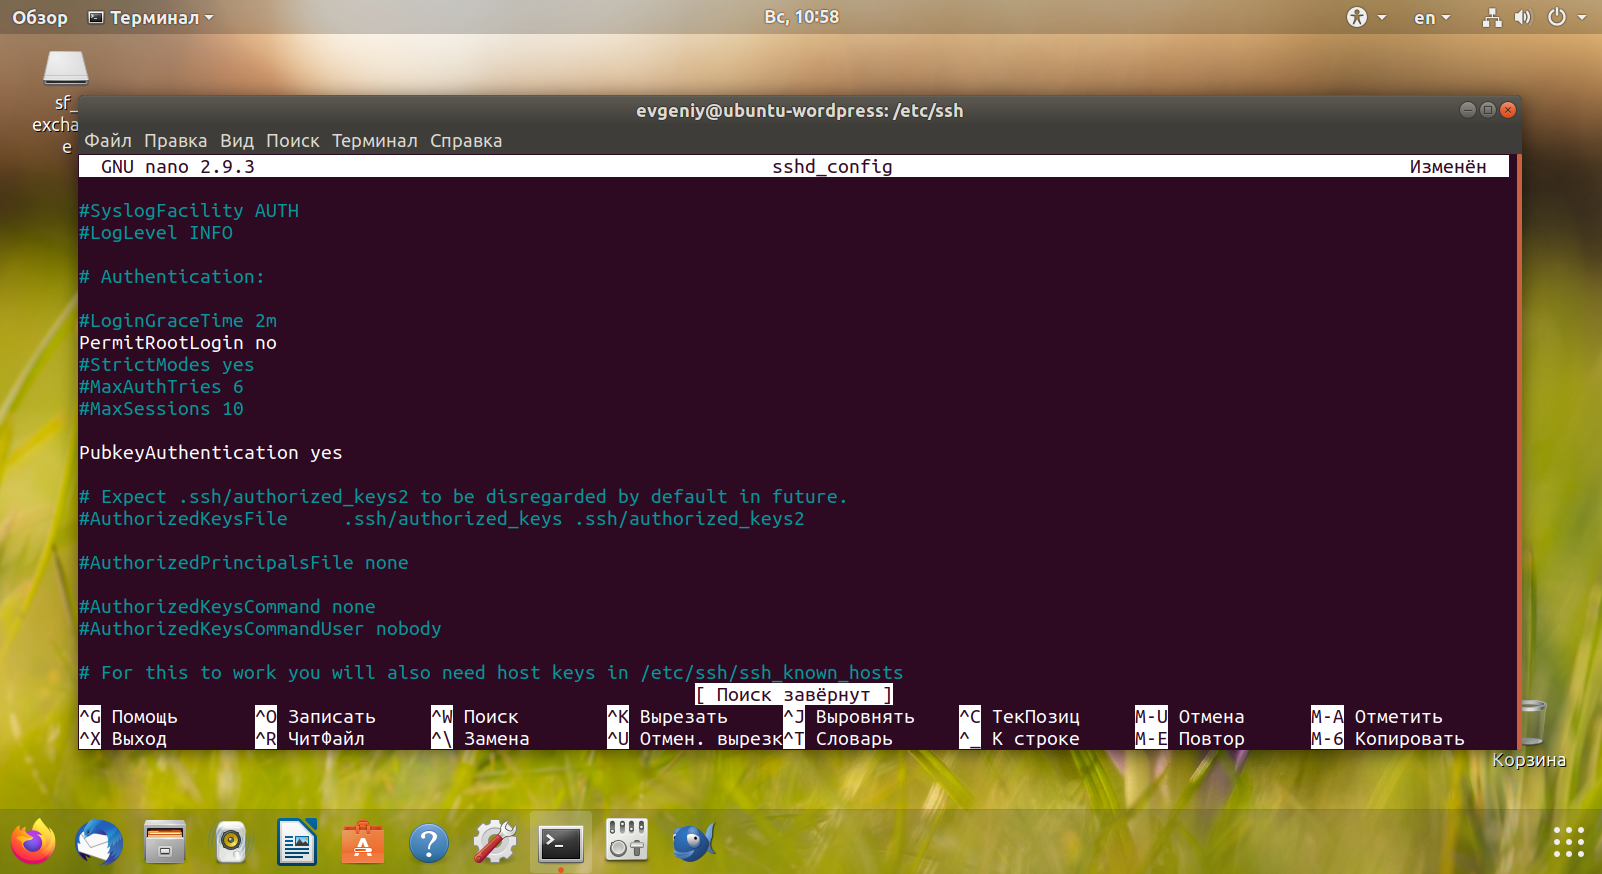 Обзор Терминал Вс, 10:58 en
sf_
excha
e
evgeniy@ubuntu-wordpress: /etc/ssh
Файл Правка Вид Поиск Терминал Справка
GNU nano 2.9.3 sshd_config Изменён
#SyslogFacility AUTH
#LogLevel INFO
# Authentication:
#LoginGraceTime 2m
PermitRootLogin no
#StrictModes yes
#MaxAuthTries 6
#MaxSessions 10
PubkeyAuthentication yes
# Expect .ssh/authorized_keys2 to be disregarded by default in future.
#AuthorizedKeysFile .ssh/authorized_keys .ssh/authorized_keys2
#AuthorizedPrincipalsFile none
#AuthorizedKeysCommand none
#AuthorizedKeysCommandUser nobody
# For this to work you will also need host keys in /etc/ssh/ssh_known_hosts
[ Поиск завёрнут ]
^G Помощь ^O Записать ^W Поиск ^K Вырезать ^J Выровнять ^C ТекПозиц M-U Отмена M-A Отметить
^X Выход ^R ЧитФайл ^\ Замена ^U Отмен. вырезк ^T Словарь ^_ К строке M-E Повтор M-6 Копировать
Корзина